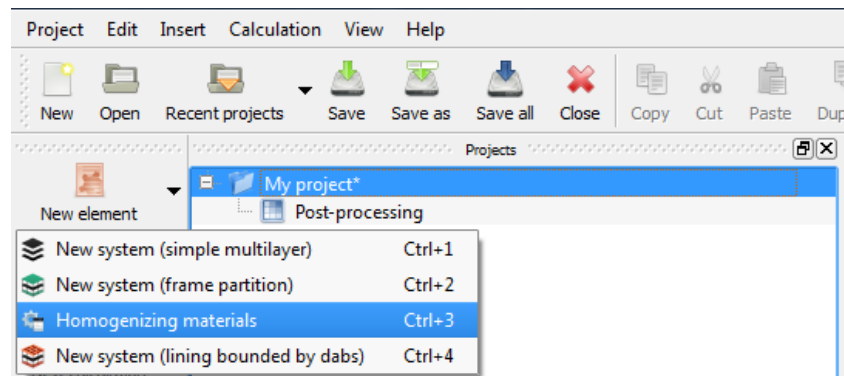 Project Edit Insert Calculation View Help
New Open Recent projects Save Save as Save all Close Copy Cut Paste
Projects
My project*
New element
Post-processing
New system (simple multilayer) Ctrl+1
New system (frame partition) Ctrl+2
Homogenizing materials Ctrl+3
New system (lining bounded by dabs) Ctrl+4